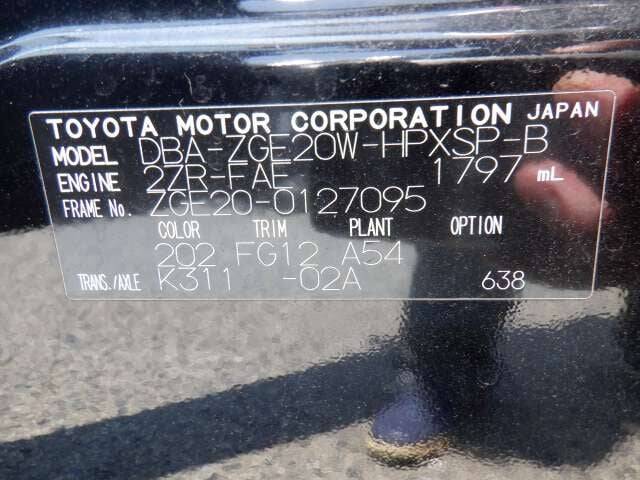 TOYOTA MOTOR CORPORATION JAPAN
MODEL DBA-ZGE20W-HPXSP-B
ENGINE 2ZR-FAE 1797 mL
FRAME No. ZGE20-0127095
COLOR TRIM PLANT OPTION
202 FG12 A54
TRANS./AXLE K311 -02A 638